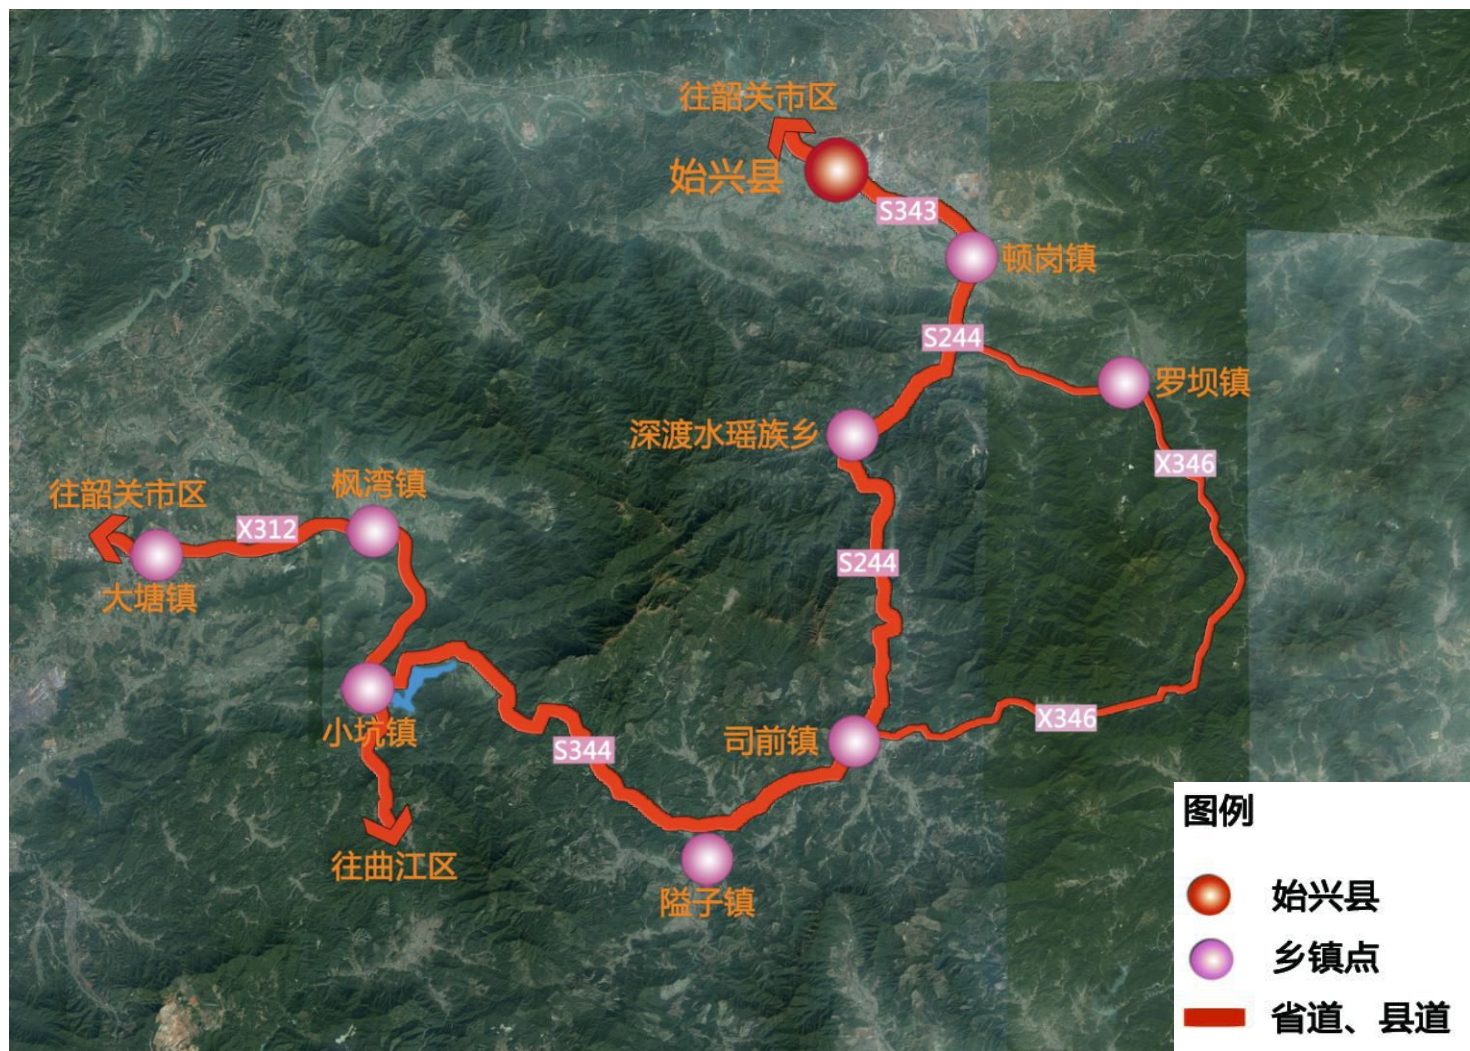 往韶关市区
始兴县
S343
顿岗镇
S244
罗坝镇
深渡水瑶族乡
X346
枫湾镇
往韶关市区
X312
大塘镇
S244
小坑镇
S344
司前镇
X346
往曲江区
隘子镇
图例
始兴县
乡镇点
省道、县道